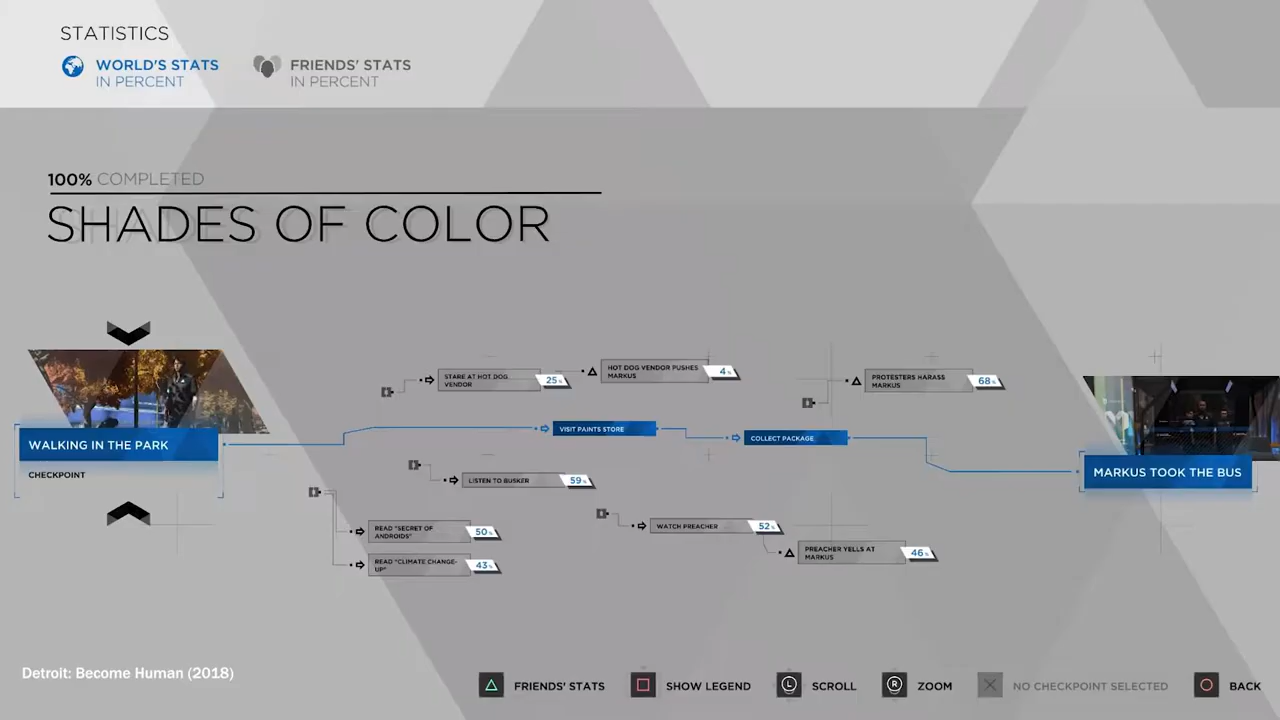 STATISTICS
WORLD'S STATS
IN PERCENT
FRIENDS' STATS
IN PERCENT
100% COMPLETED
SHADES OF COLOR
WALKING IN THE PARK
CHECKPOINT
STARE AT HOT DOG
VENDOR
25%
HOT DOG VENDOR PUSHES
MARKUS
4%
PROTESTERS HARASS
MARKUS
68%
VISIT PAINTS STORE
COLLECT PACKAGE
MARKUS TOOK THE BUS
LISTEN TO BUSKER
59%
READ "SECRET OF
ANDROIDS"
50%
READ "CLIMATE CHANGE-
UP"
43%
WATCH PREACHER
52%
PREACHER YELLS AT
MARKUS
46%
Detroit: Become Human (2018)
FRIENDS' STATS
SHOW LEGEND
L SCROLL
R ZOOM
NO CHECKPOINT SELECTED
BACK